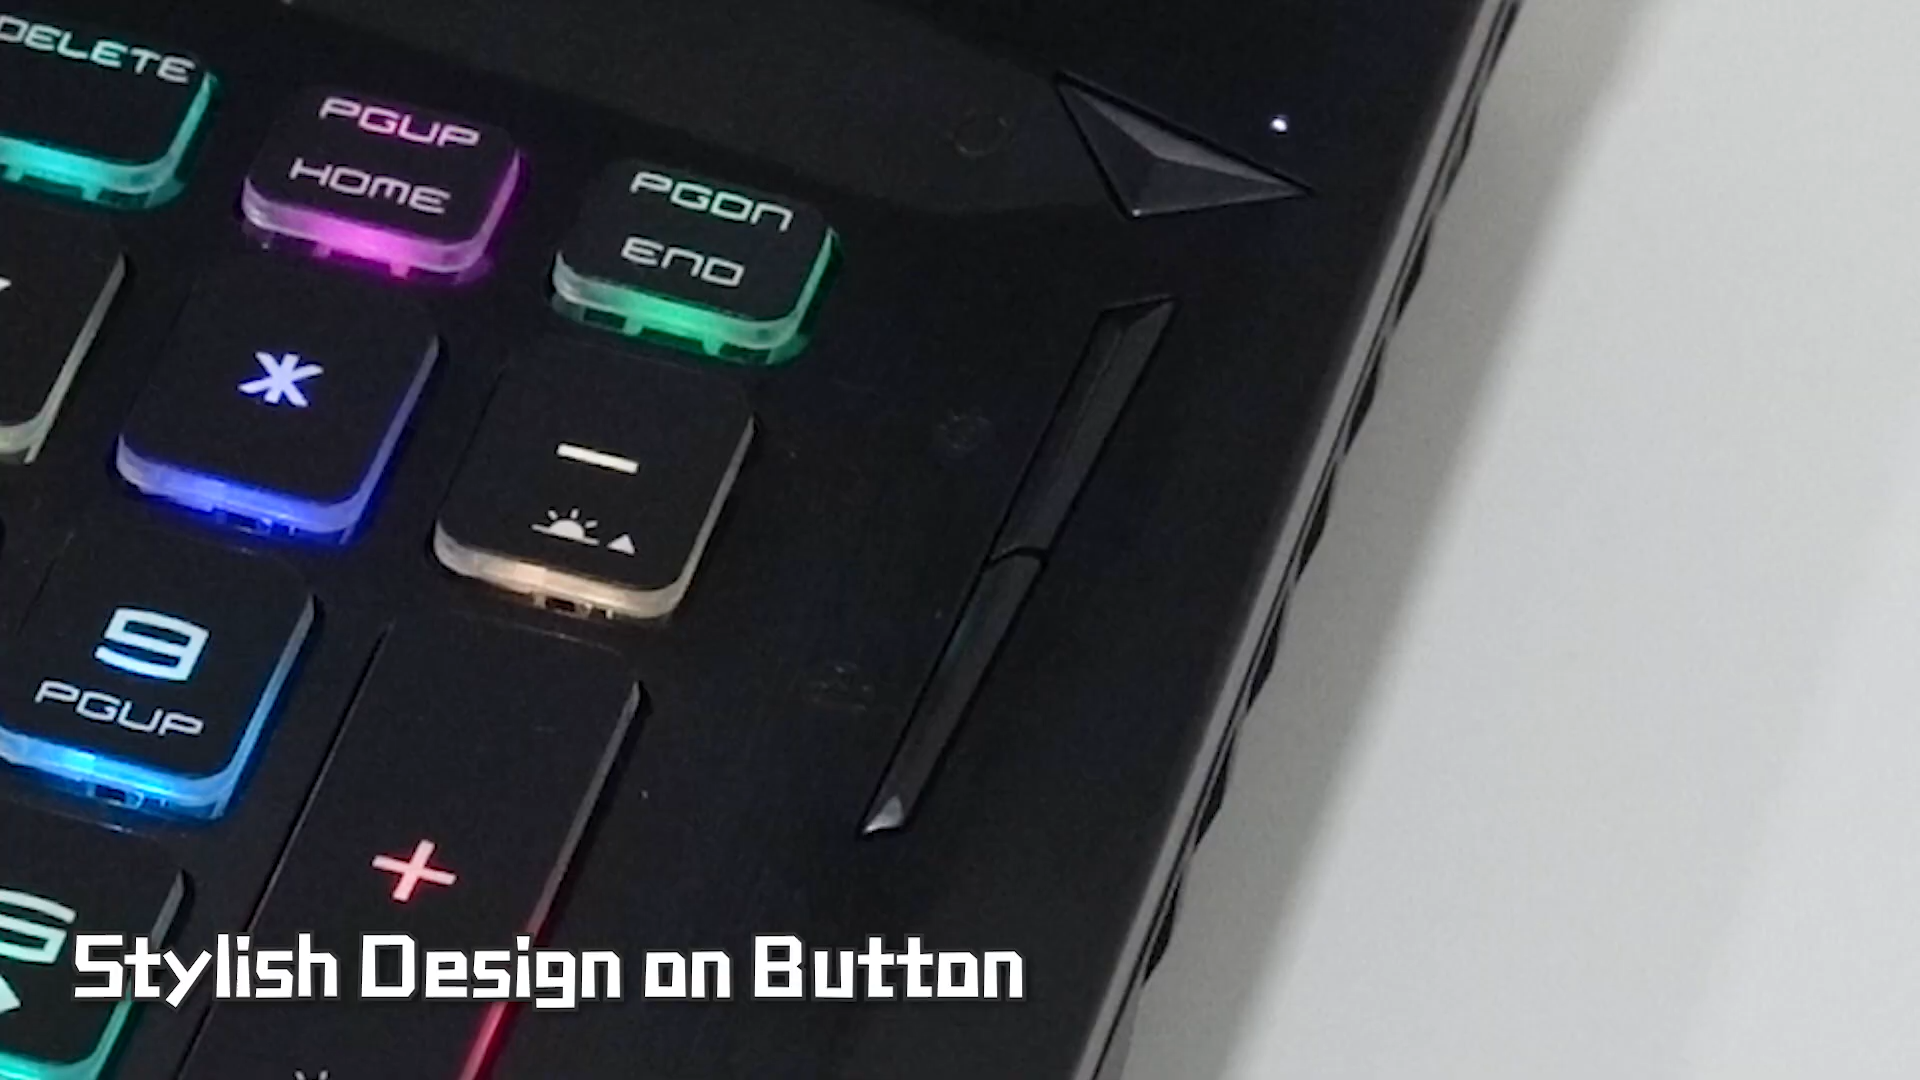 DELETE
PGUP
HOME
PGDN
END
*
-
9
PGUP
+
Stylish Design on Button